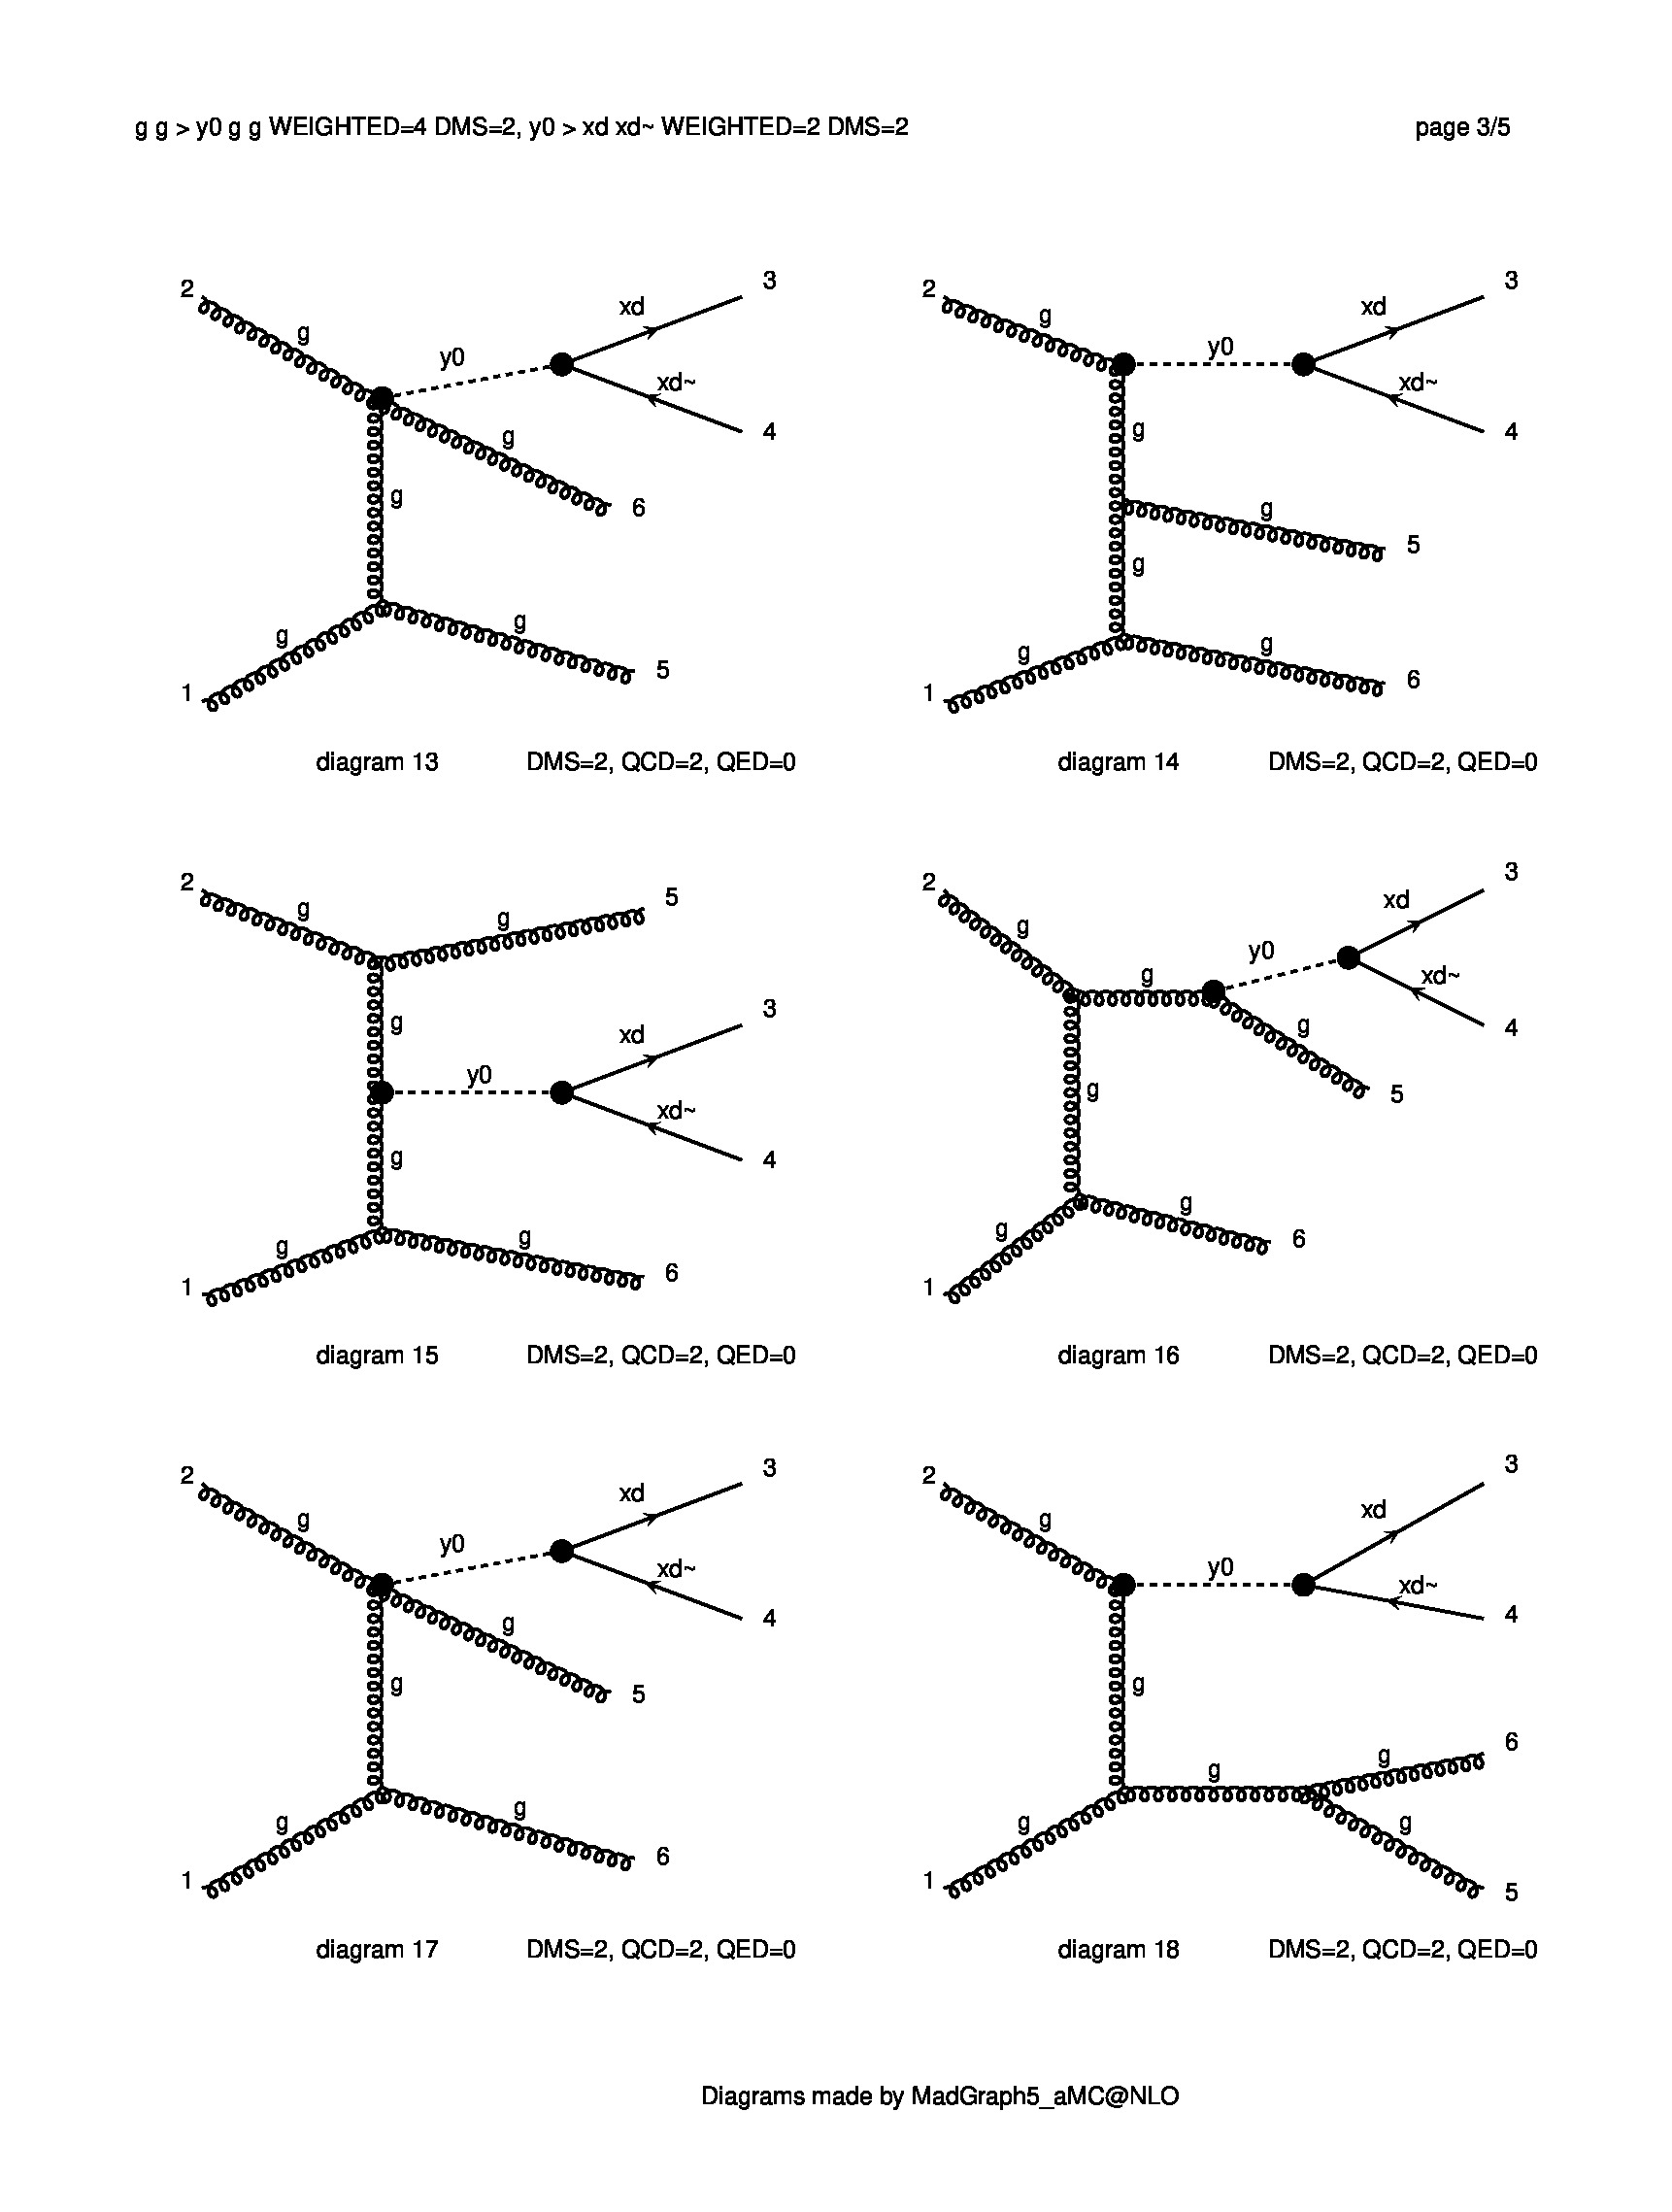 g g > y0 g g WEIGHTED=4 DMS=2, y0 > xd xd~ WEIGHTED=2 DMS=2 page 3/5
2
g
y0
xd
3
xd~
4
g
6
g
g
5
g
1
diagram 13 DMS=2, QCD=2, QED=0
2
g
y0
xd
3
xd~
4
g
g
5
g
g
6
g
1
diagram 14 DMS=2, QCD=2, QED=0
2
g
g
5
g
y0
xd
3
xd~
4
g
g
6
g
1
diagram 15 DMS=2, QCD=2, QED=0
2
g
g
y0
xd
3
xd~
4
g
5
g
g
6
g
1
diagram 16 DMS=2, QCD=2, QED=0
2
g
y0
xd
3
xd~
4
g
5
g
g
6
g
1
diagram 17 DMS=2, QCD=2, QED=0
2
g
y0
xd
3
xd~
4
g
g
g
6
g
5
g
1
diagram 18 DMS=2, QCD=2, QED=0
Diagrams made by MadGraph5_aMC@NLO